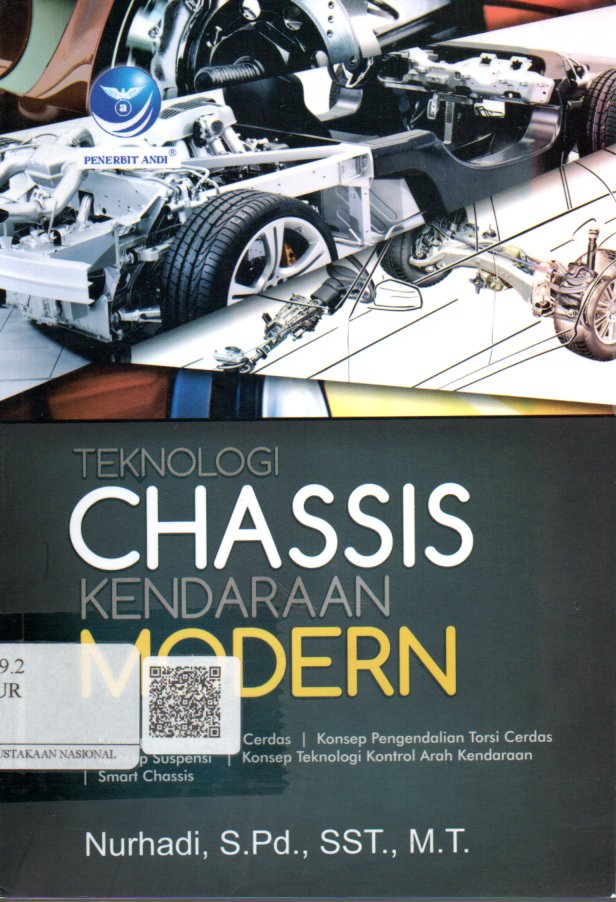 a
PENERBIT ANDI®
TEKNOLOGI
CHASSIS
KENDARAAN
MODERN
9.2
UR
USTAKAAN NASIONAL
Cerdas | Konsep Pengendalian Torsi Cerdas
Suspensi | Konsep Teknologi Kontrol Arah Kendaraan
| Smart Chassis
Nurhadi, S.Pd., SST., M.T.